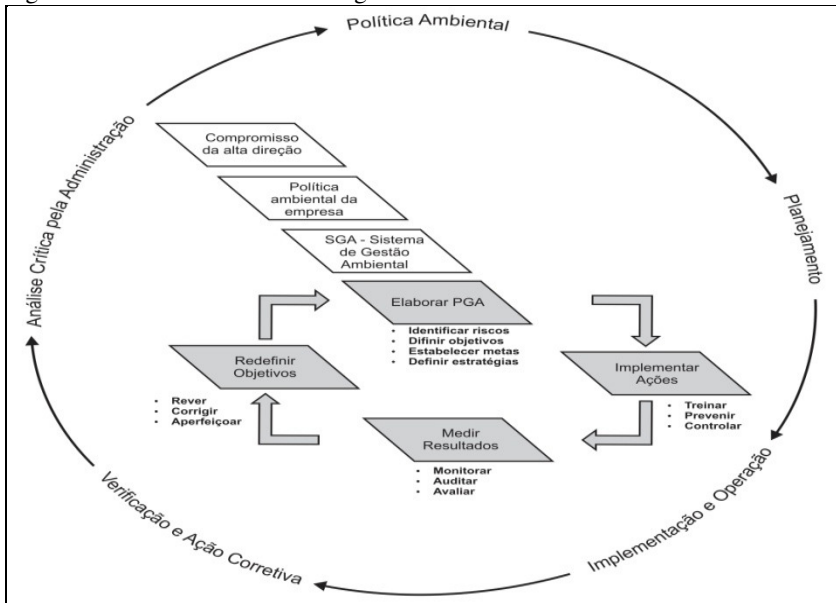 Política Ambiental
Compromisso
da alta direção
Política
ambiental da
empresa
SGA - Sistema
de Gestão
Ambiental
Elaborar PGA
• Identificar riscos
• Difinir objetivos
• Estabelecer metas
• Definir estratégias
Redefinir
Objetivos
• Rever
• Corrigir
• Aperfeiçoar
Implementar
Ações
• Treinar
• Prevenir
• Controlar
Medir
Resultados
• Monitorar
• Auditar
• Avaliar
Planejamento
Implementação e Operação
Verificação e Ação Corretiva
Análise Crítica pela Administração